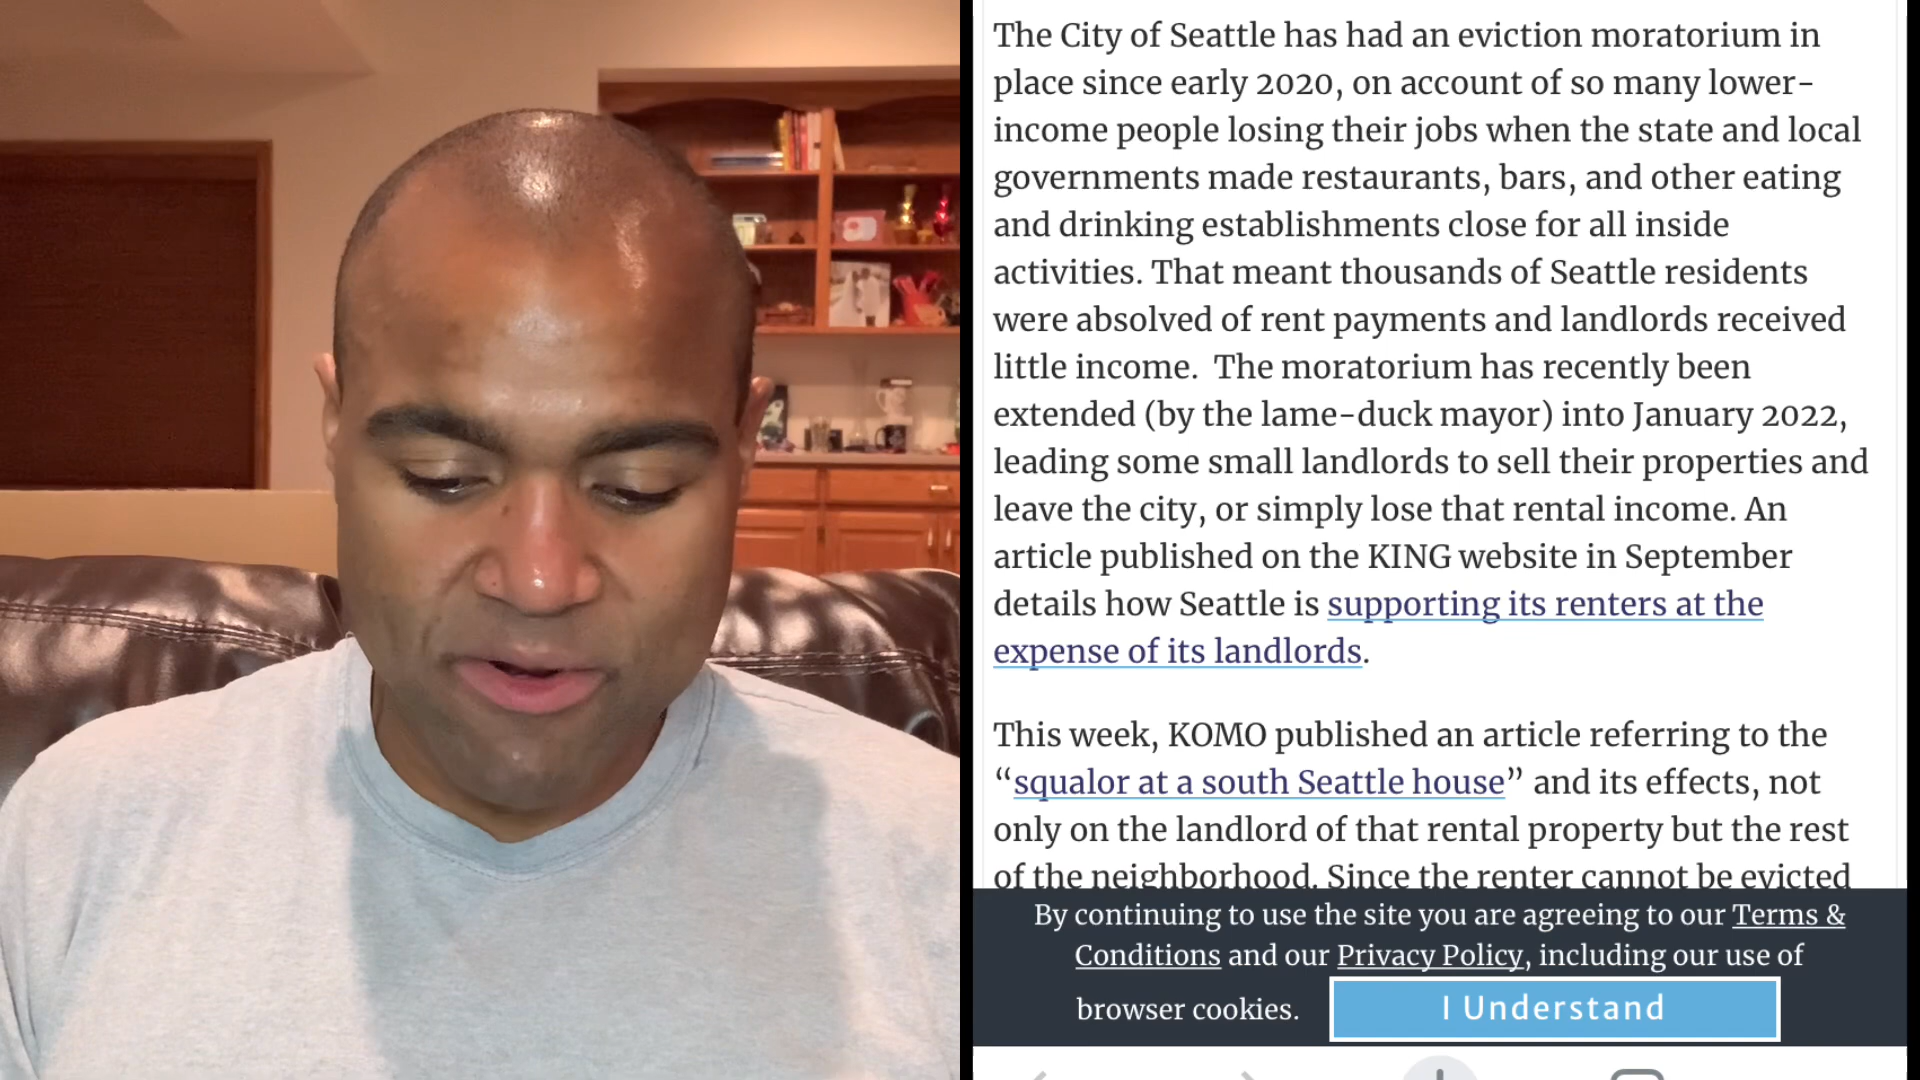 The City of Seattle has had an eviction moratorium in
place since early 2020, on account of so many lower-
income people losing their jobs when the state and local
governments made restaurants, bars, and other eating
and drinking establishments close for all inside
activities. That meant thousands of Seattle residents
were absolved of rent payments and landlords received
little income.  The moratorium has recently been
extended (by the lame-duck mayor) into January 2022,
leading some small landlords to sell their properties and
leave the city, or simply lose that rental income. An
article published on the KING website in September
details how Seattle is supporting its renters at the
expense of its landlords.
This week, KOMO published an article referring to the
“squalor at a south Seattle house” and its effects, not
only on the landlord of that rental property but the rest
of the neighborhood. Since the renter cannot be evicted
By continuing to use the site you are agreeing to our Terms &
Conditions and our Privacy Policy, including our use of
browser cookies.
I Understand